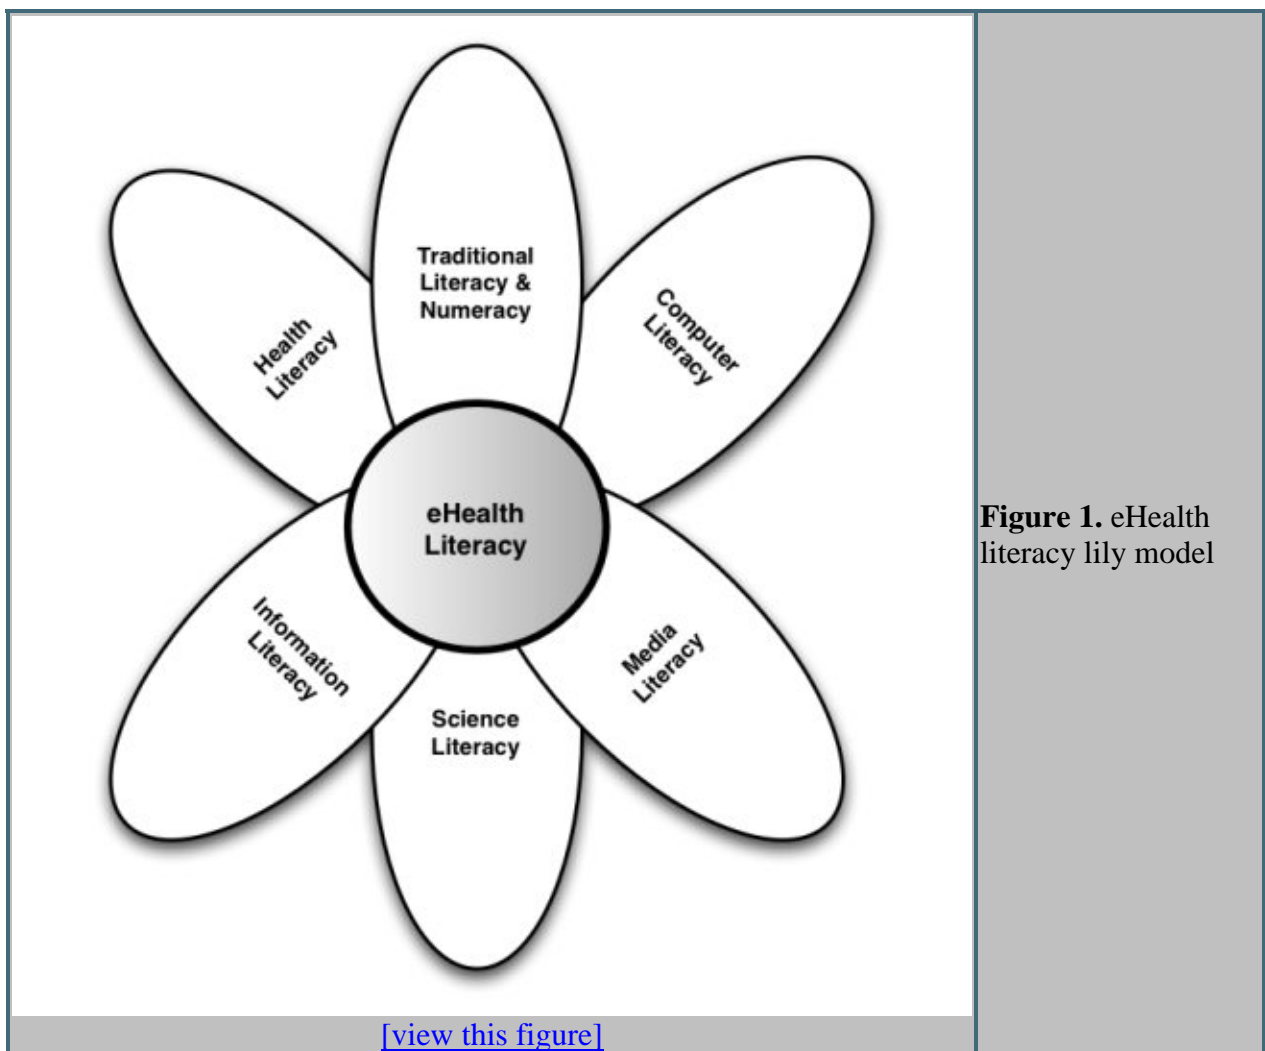 Traditional
Literacy &
Numeracy
Health
Literacy
Computer
Literacy
eHealth
Literacy
Information
Literacy
Media
Literacy
Science
Literacy
Figure 1. eHealth
literacy lily model
[view this figure]